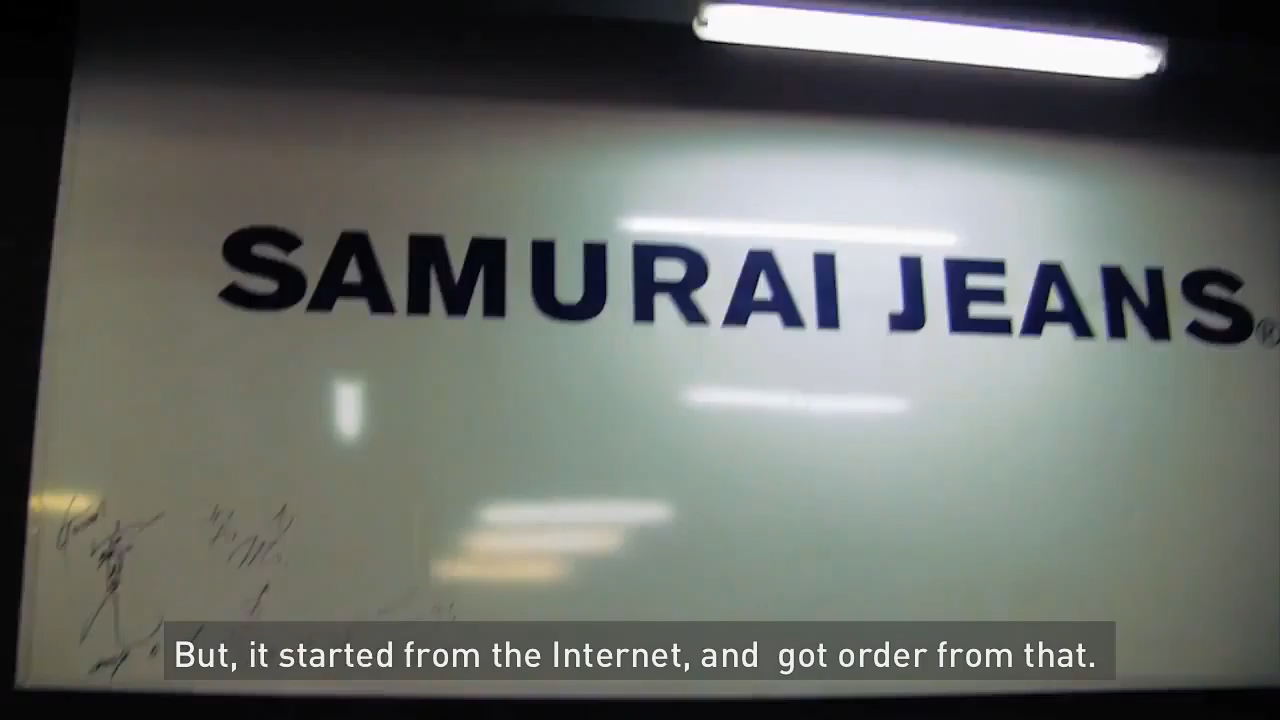 SAMURAI JEANS®
But, it started from the Internet, and  got order from that.